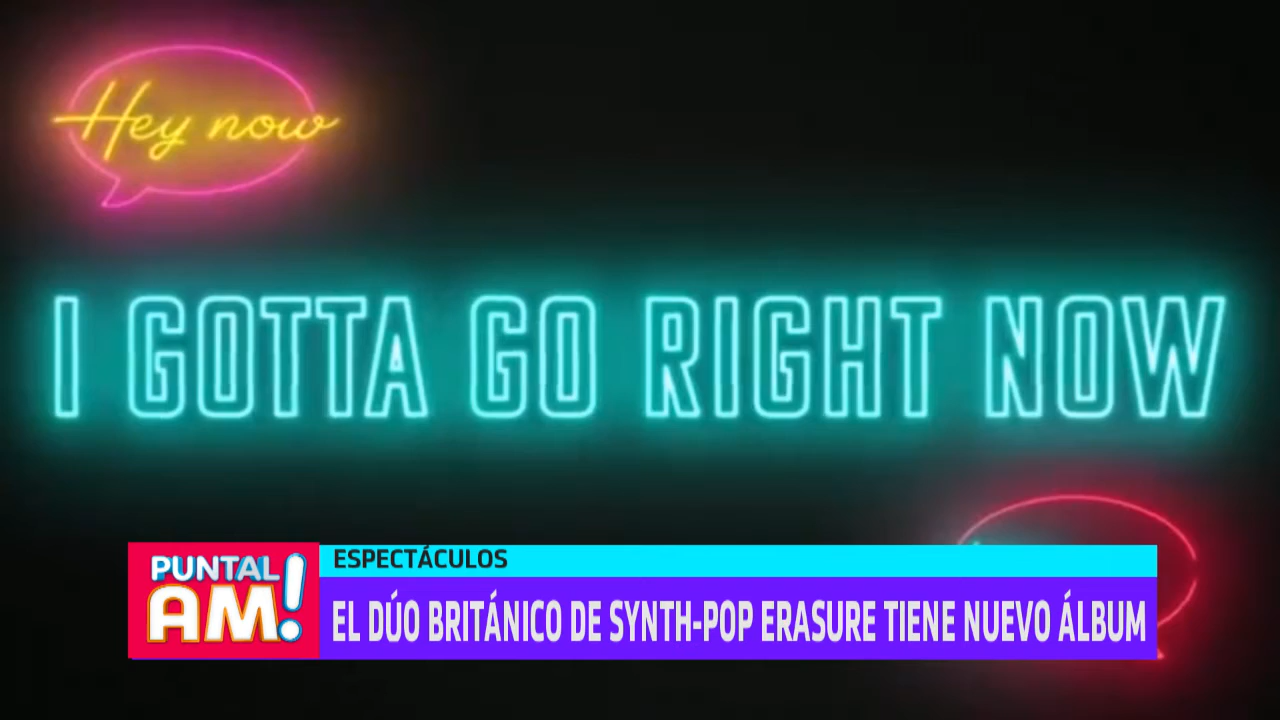 Hey now
I GOTTA GO RIGHT NOW
PUNTAL
AM!
ESPECTÁCULOS
EL DÚO BRITÁNICO DE SYNTH-POP ERASURE TIENE NUEVO ÁLBUM